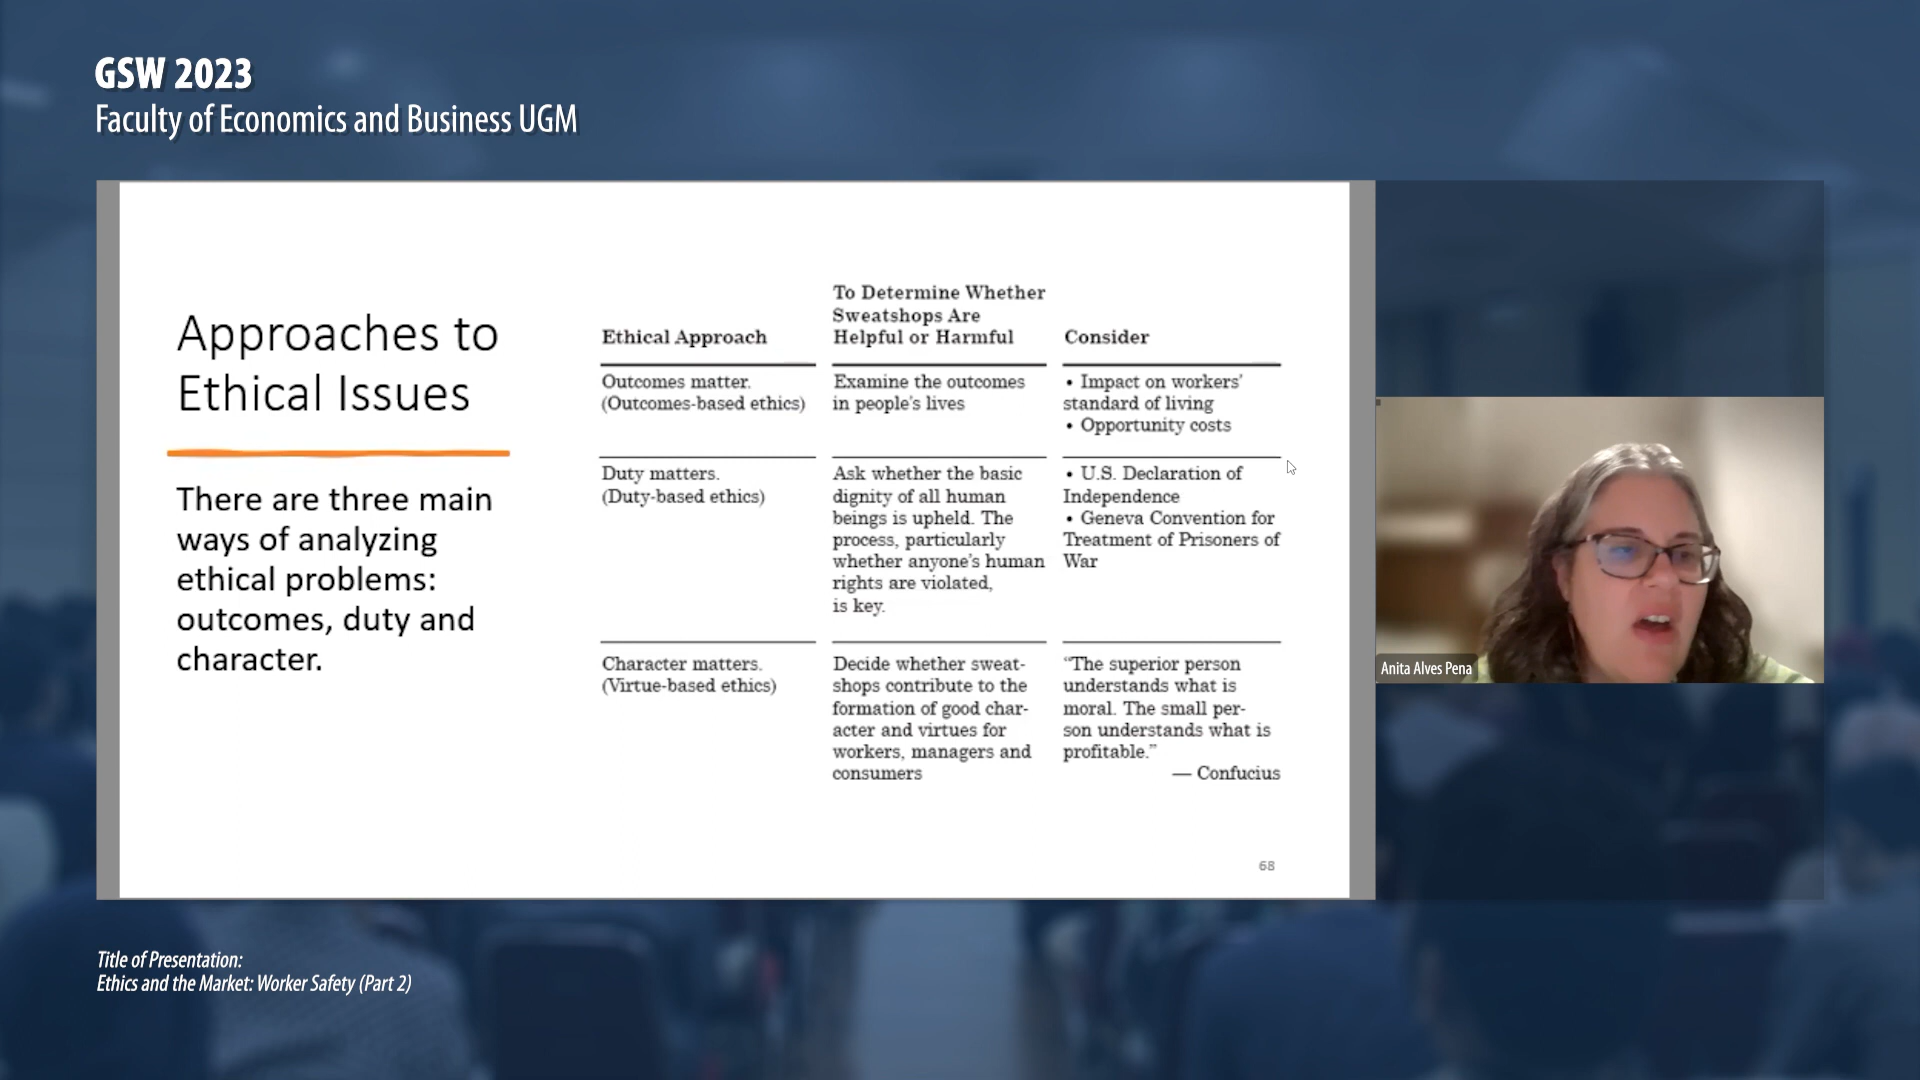 GSW 2023
Faculty of Economics and Business UGM
Approaches to
Ethical Issues
There are three main
ways of analyzing
ethical problems:
outcomes, duty and
character.
Ethical Approach
To Determine Whether
Sweatshops Are
Helpful or Harmful
Consider
Outcomes matter.
(Outcomes-based ethics)
Examine the outcomes
in people's lives
• Impact on workers'
standard of living
• Opportunity costs
Duty matters.
(Duty-based ethics)
Ask whether the basic
dignity of all human
beings is upheld. The
process, particularly
whether anyone's human
rights are violated,
is key.
• U.S. Declaration of
Independence
• Geneva Convention for
Treatment of Prisoners of
War
Character matters.
(Virtue-based ethics)
Decide whether sweat-
shops contribute to the
formation of good char-
acter and virtues for
workers, managers and
consumers
“The superior person
understands what is
moral. The small per-
son understands what is
profitable.”
— Confucius
68
Anita Alves Pena
Title of Presentation:
Ethics and the Market: Worker Safety (Part 2)